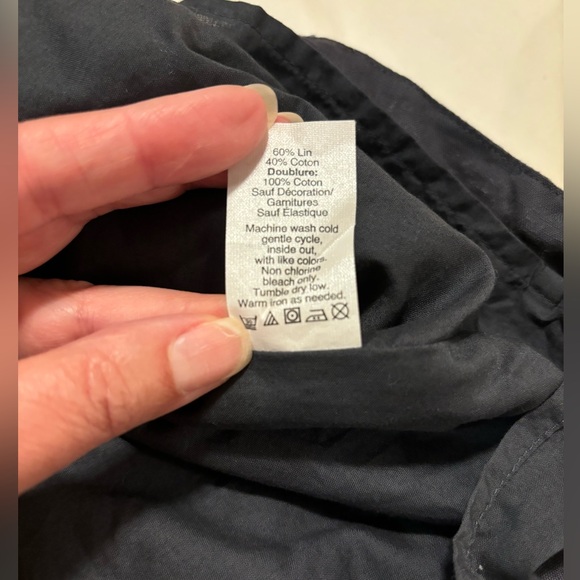 60% Lin
40% Coton
Doublure:
100% Coton
Sauf Décoration/
Garnitures
Sauf Élastique
Machine wash cold
gentle cycle,
inside out,
with like colors.
Non chlorine
bleach only.
Tumble dry low.
Warm iron as needed.